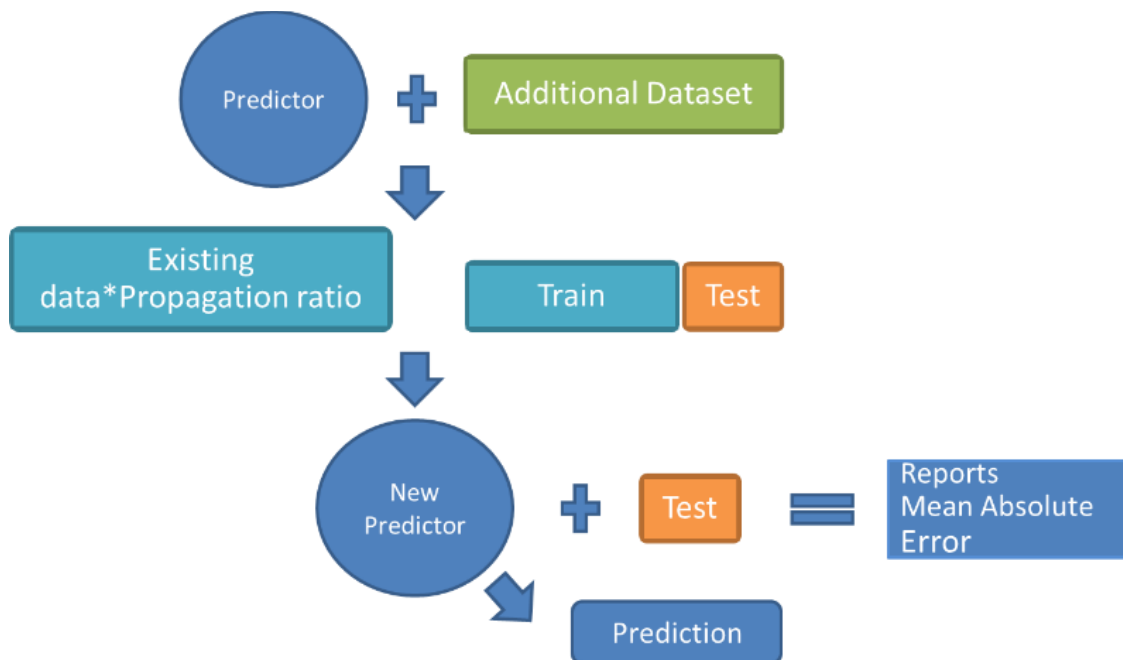 Predictor
Additional Dataset
Existing
data*Propagation ratio
Train
Test
New
Predictor
Test
Reports
Mean Absolute
Error
Prediction